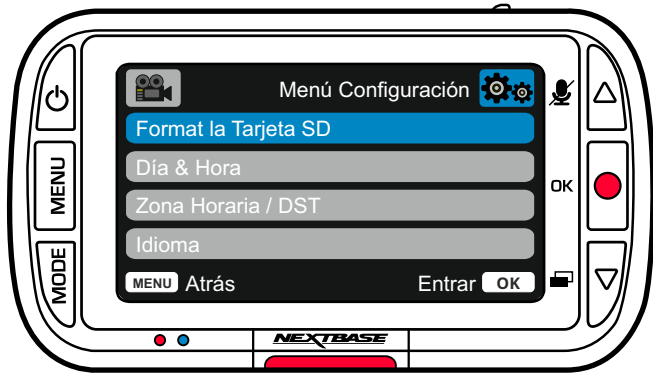 Menú Configuración
Format la Tarjeta SD
Día & Hora
Zona Horaria / DST
Idioma
MENU Atrás Entrar OK
MENU
MODE
OK
NEXTBASE